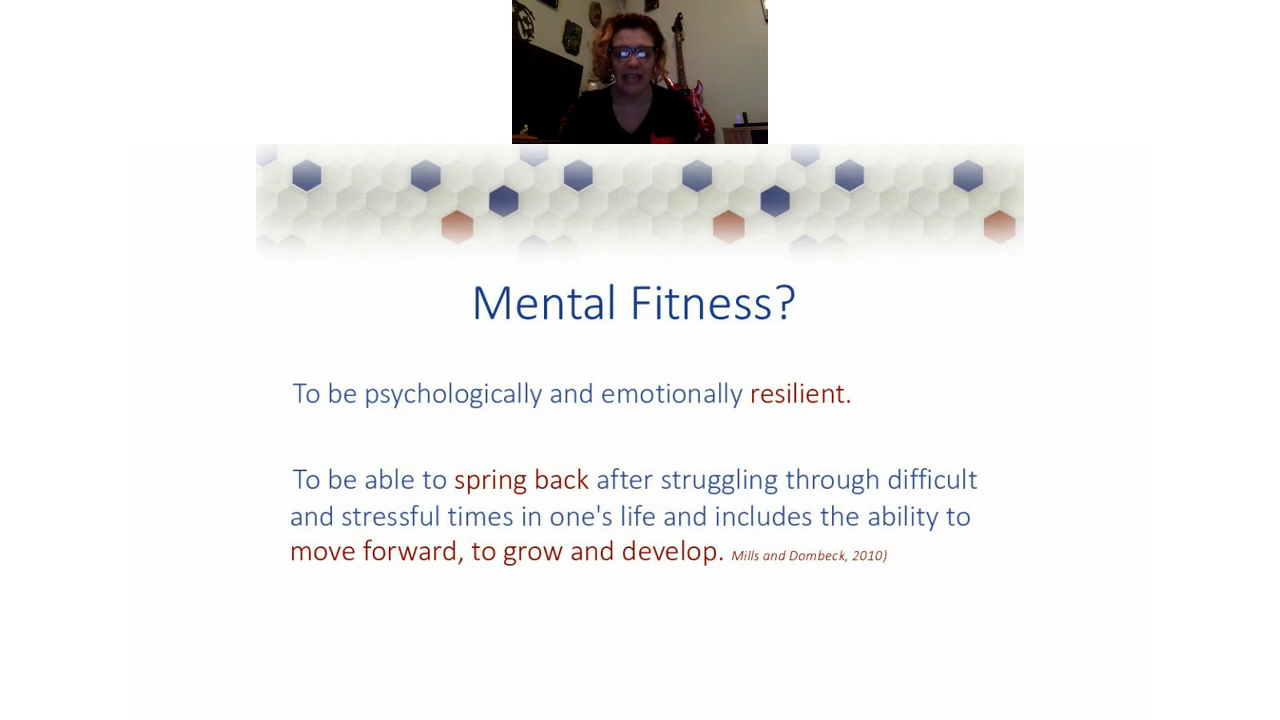 Mental Fitness?
To be psychologically and emotionally resilient.
To be able to spring back after struggling through difficult
and stressful times in one's life and includes the ability to
move forward, to grow and develop. Mills and Dombeck, 2010)